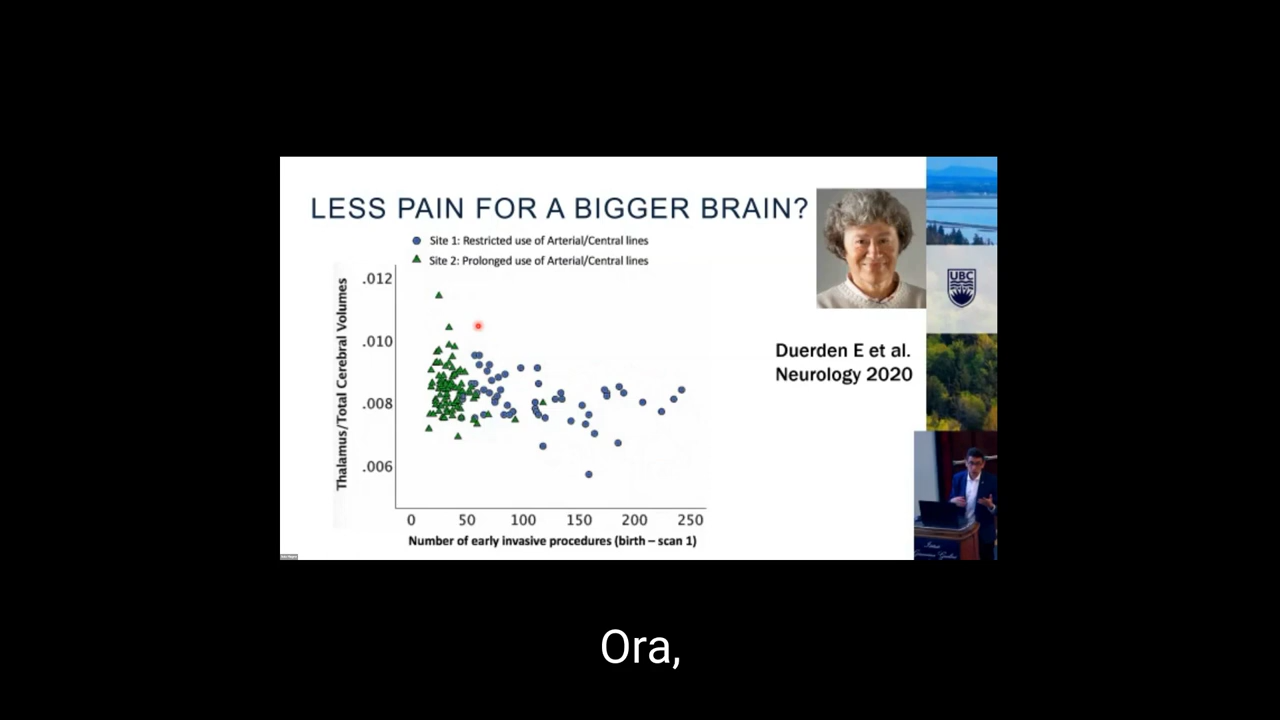 LESS PAIN FOR A BIGGER BRAIN?
Site 1: Restricted use of Arterial/Central lines
Site 2: Prolonged use of Arterial/Central lines
Thalamus/Total Cerebral Volumes
.012
.010
.008
.006
0 50 100 150 200 250
Number of early invasive procedures (birth – scan 1)
Duerden E et al.
Neurology 2020
UBC
Ora,